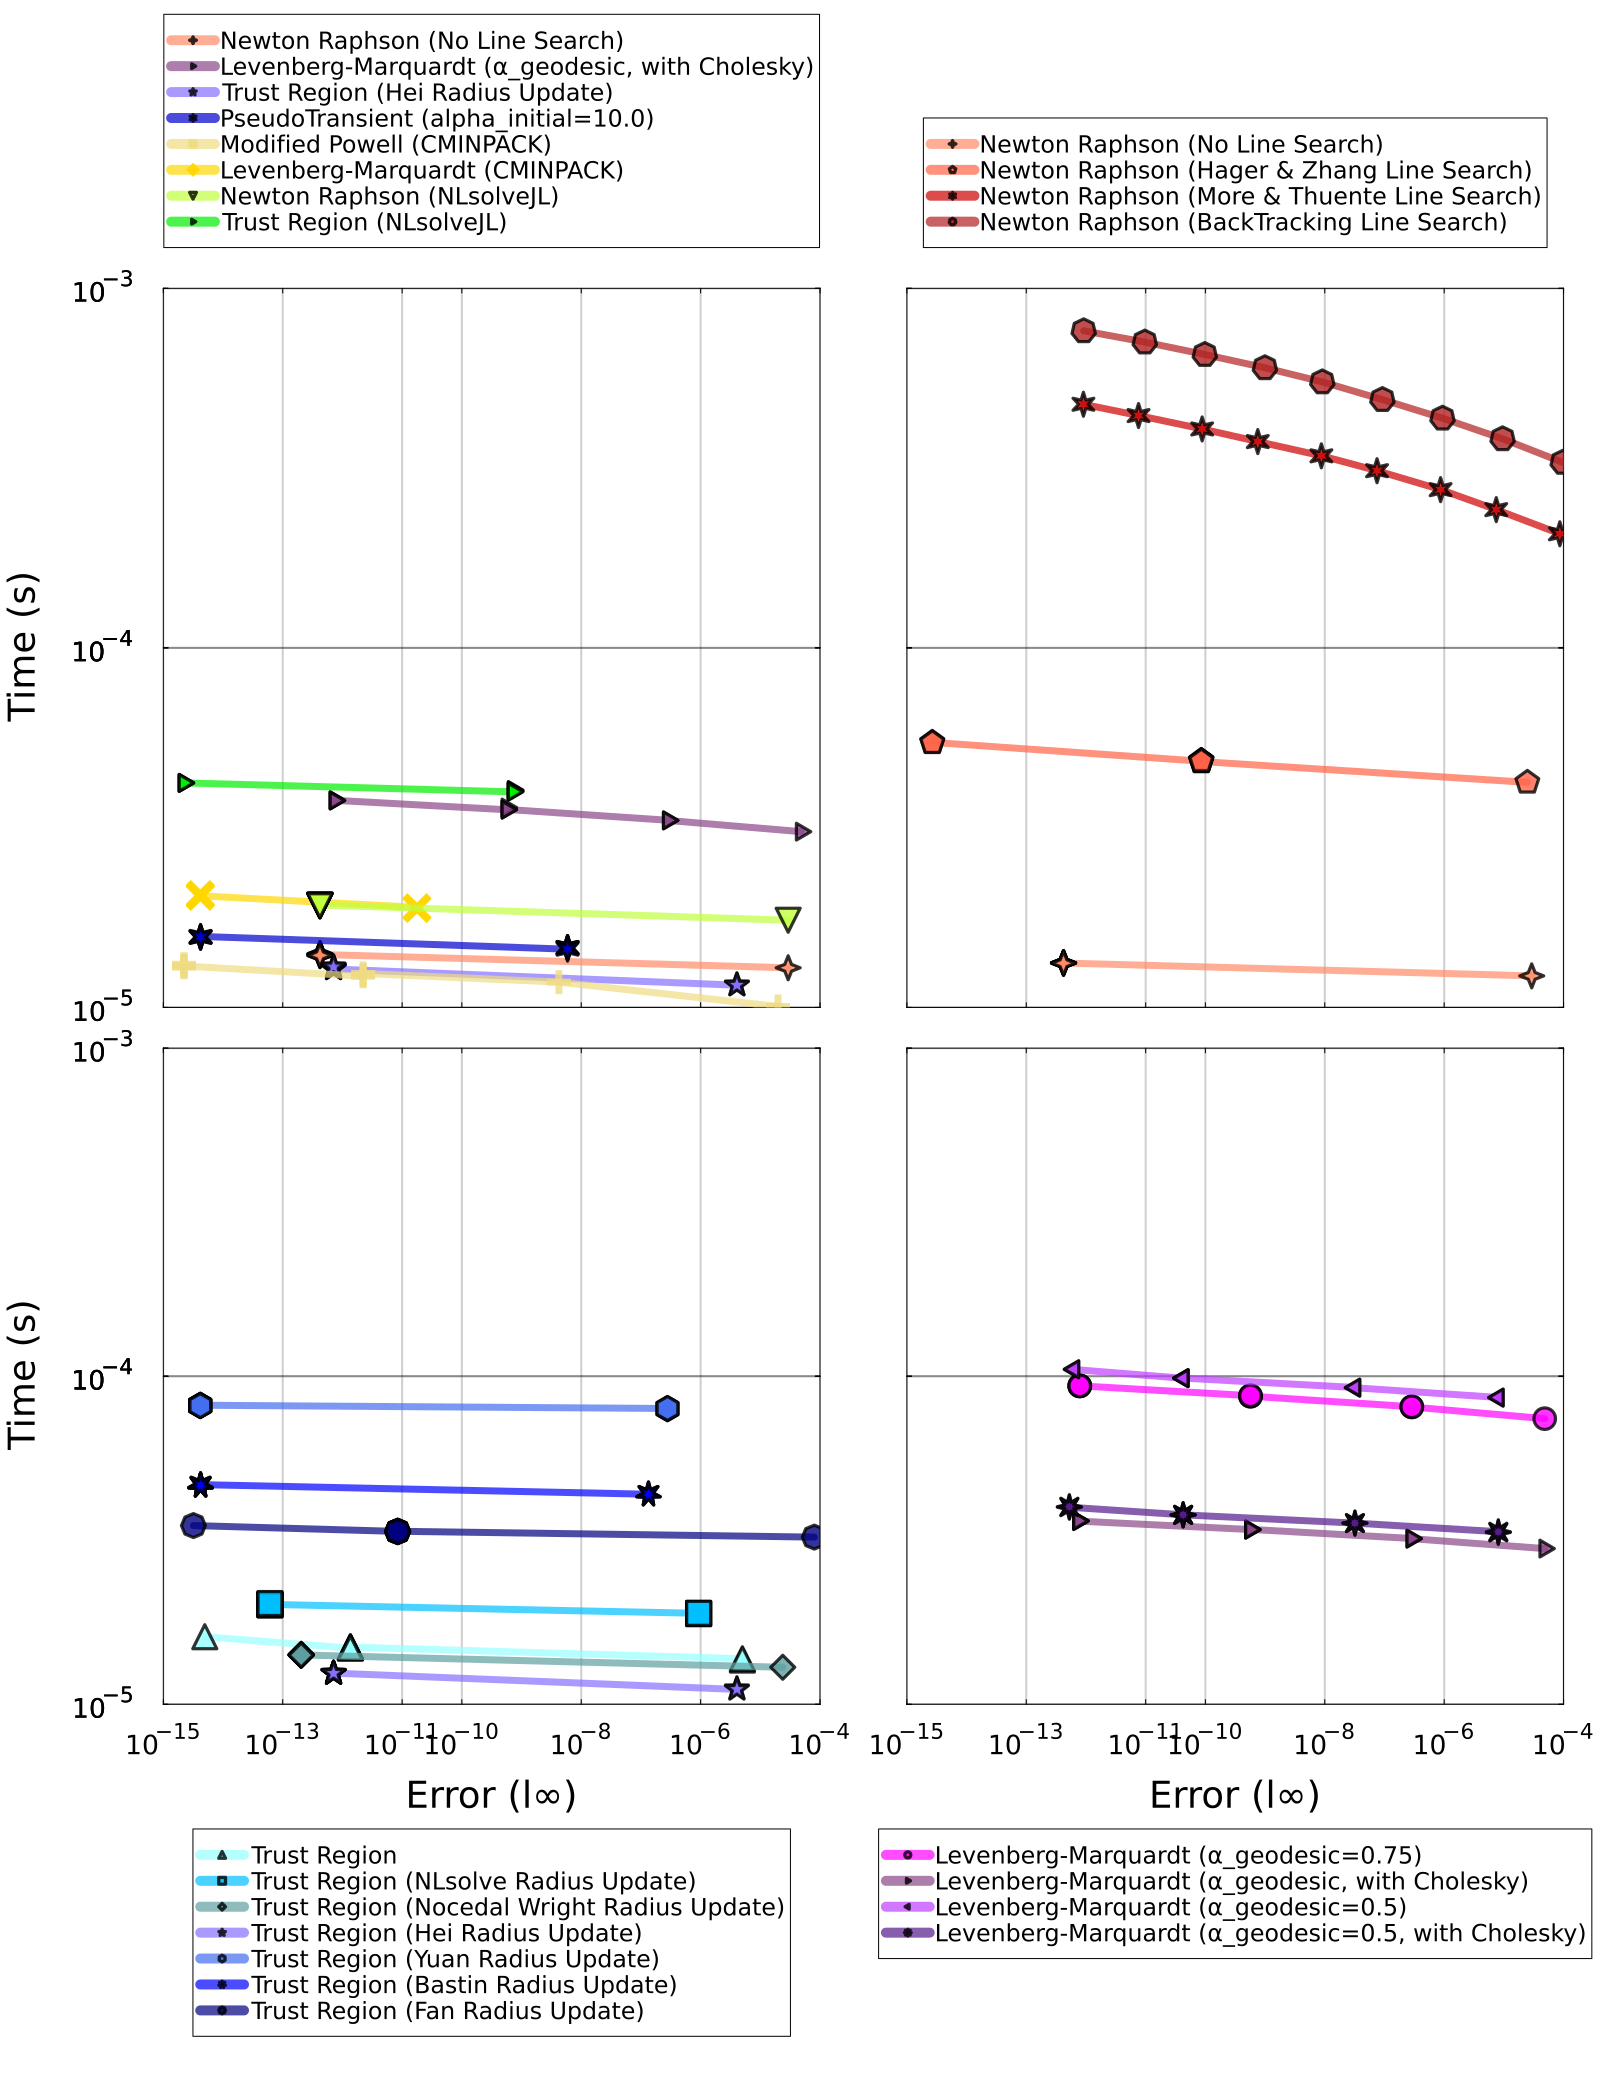 Newton Raphson (No Line Search)
Levenberg-Marquardt (α_geodesic, with Cholesky)
Trust Region (Hei Radius Update)
PseudoTransient (alpha_initial=10.0)
Modified Powell (CMINPACK)
Levenberg-Marquardt (CMINPACK)
Newton Raphson (NLsolveJL)
Trust Region (NLsolveJL)
Newton Raphson (No Line Search)
Newton Raphson (Hager & Zhang Line Search)
Newton Raphson (More & Thuente Line Search)
Newton Raphson (BackTracking Line Search)
10⁻³
10⁻⁴
10⁻⁵
Time (s)
10⁻³
10⁻⁴
10⁻⁵
Time (s)
10⁻¹⁵ 10⁻¹³ 10⁻¹¹ 10⁻¹⁰ 10⁻⁸ 10⁻⁶ 10⁻⁴
Error (l∞)
10⁻¹⁵ 10⁻¹³ 10⁻¹¹ 10⁻¹⁰ 10⁻⁸ 10⁻⁶ 10⁻⁴
Error (l∞)
Trust Region
Trust Region (NLsolve Radius Update)
Trust Region (Nocedal Wright Radius Update)
Trust Region (Hei Radius Update)
Trust Region (Yuan Radius Update)
Trust Region (Bastin Radius Update)
Trust Region (Fan Radius Update)
Levenberg-Marquardt (α_geodesic=0.75)
Levenberg-Marquardt (α_geodesic, with Cholesky)
Levenberg-Marquardt (α_geodesic=0.5)
Levenberg-Marquardt (α_geodesic=0.5, with Cholesky)